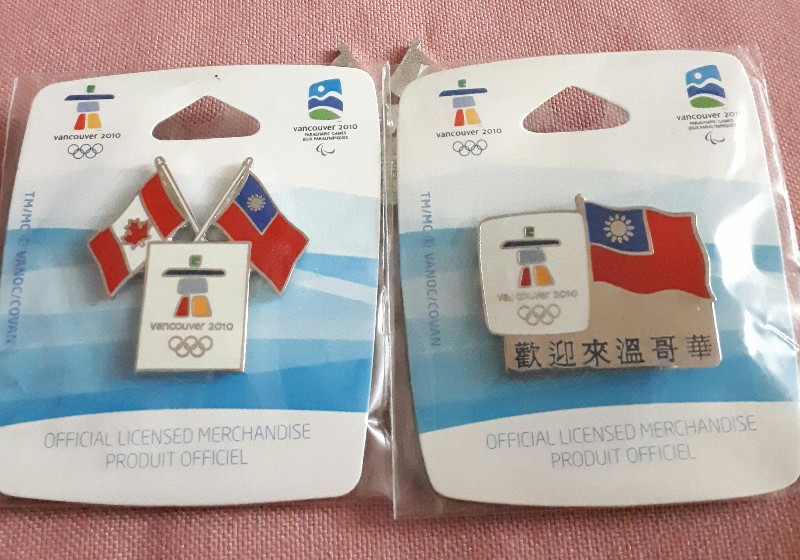 vancouver 2010
vancouver 2010
PARALYMPIC GAMES
JEUX PARALYMPIQUES
TM/MC © VANOC/COVAN
vancouver 2010
OFFICIAL LICENSED MERCHANDISE
PRODUIT OFFICIEL
vancouver 2010
vancouver 2010
PARALYMPIC GAMES
JEUX PARALYMPIQUES
TM/MC © VANOC/COVAN
vancouver 2010
歡迎來溫哥華
OFFICIAL LICENSED MERCHANDISE
PRODUIT OFFICIEL